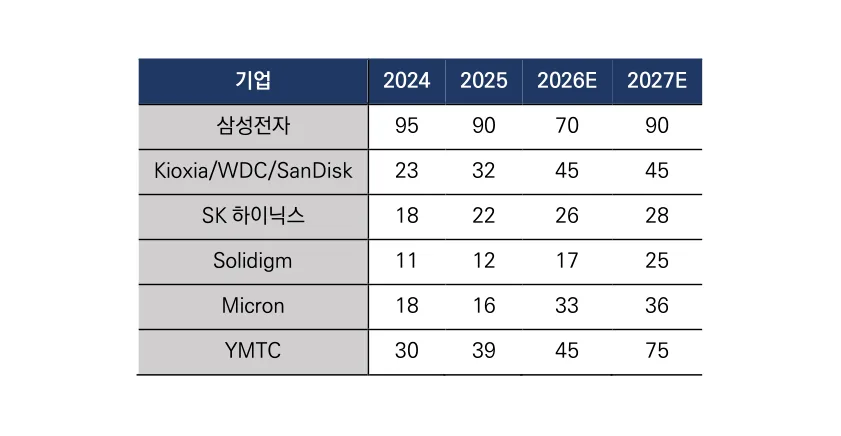 기업 2024 2025 2026E 2027E
삼성전자 95 90 70 90
Kioxia/WDC/SanDisk 23 32 45 45
SK 하이닉스 18 22 26 28
Solidigm 11 12 17 25
Micron 18 16 33 36
YMTC 30 39 45 75